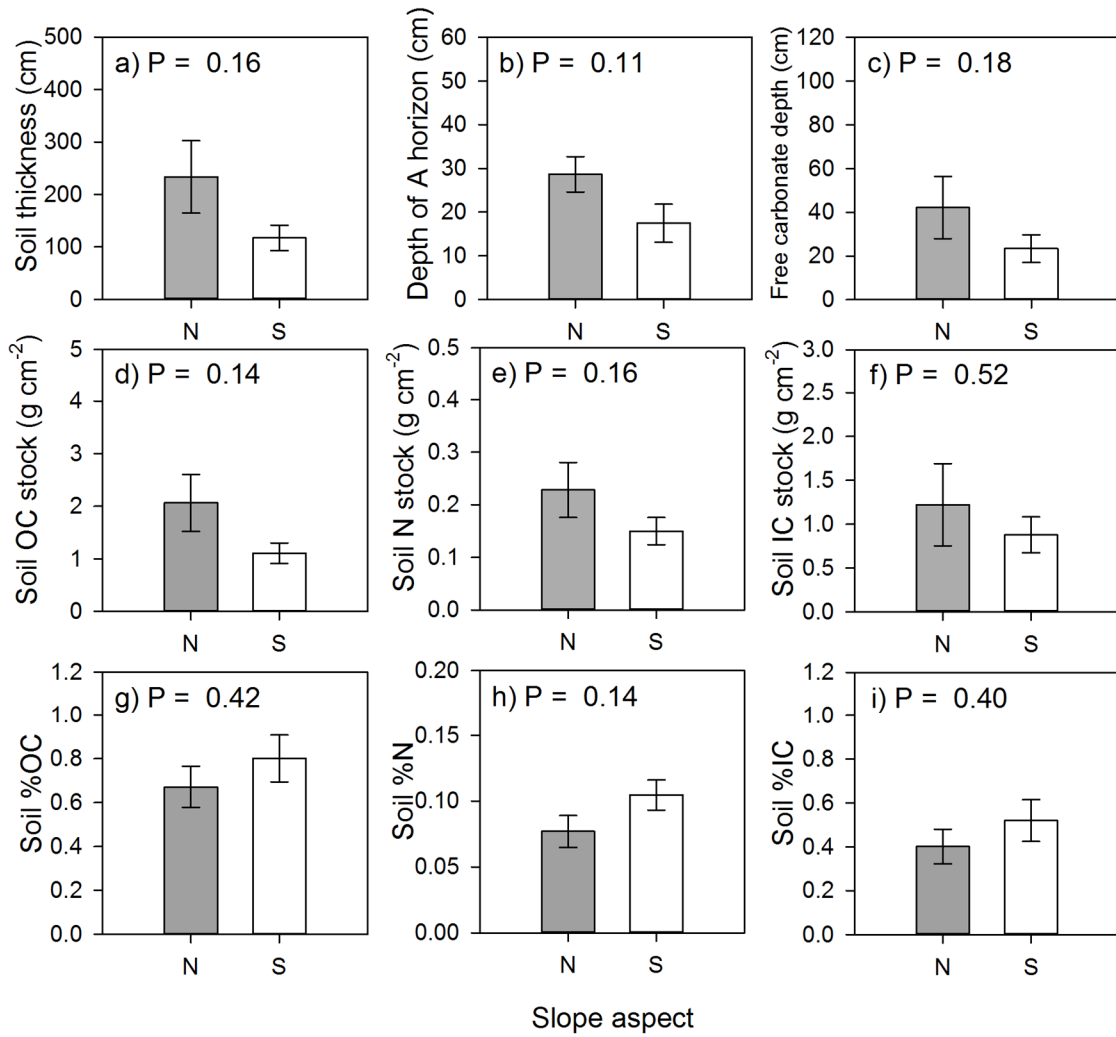 Soil thickness (cm)
a) P = 0.16
500
400
300
200
100
0
N
S
Depth of A horizon (cm)
b) P = 0.11
60
50
40
30
20
10
0
N
S
Free carbonate depth (cm)
c) P = 0.18
120
100
80
60
40
20
0
N
S
Soil OC stock (g cm⁻²)
d) P = 0.14
5
4
3
2
1
0
N
S
Soil N stock (g cm⁻²)
e) P = 0.16
0.5
0.4
0.3
0.2
0.1
0.0
N
S
Soil IC stock (g cm⁻²)
f) P = 0.52
3.0
2.5
2.0
1.5
1.0
0.5
0.0
N
S
Soil %OC
g) P = 0.42
1.2
1.0
0.8
0.6
0.4
0.2
0.0
N
S
Soil %N
h) P = 0.14
0.20
0.15
0.10
0.05
0.00
N
S
Soil %IC
i) P = 0.40
1.2
1.0
0.8
0.6
0.4
0.2
0.0
N
S
Slope aspect